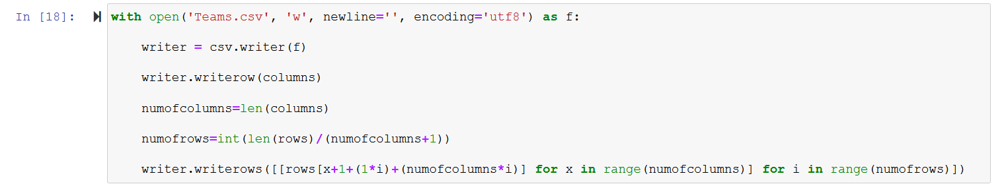 In [18]: with open('Teams.csv', 'w', newline='', encoding='utf8') as f:
writer = csv.writer(f)
writer.writerow(columns)
numofcolumns=len(columns)
numofrows=int(len(rows)/(numofcolumns+1))
writer.writerows([[rows[x+1+(1*i)+(numofcolumns*i)] for x in range(numofcolumns)] for i in range(numofrows)])